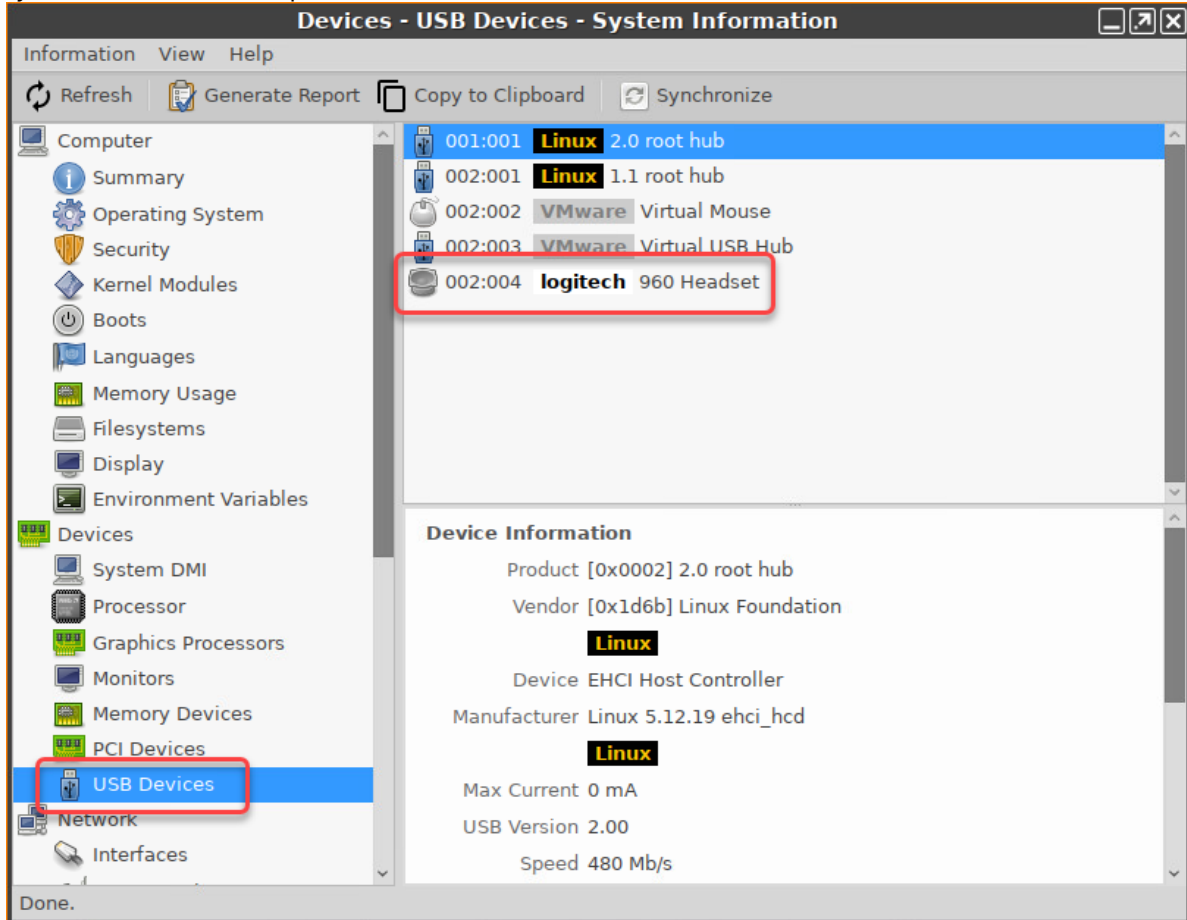 Devices - USB Devices - System Information
Information View Help
Refresh Generate Report Copy to Clipboard Synchronize
Computer
Summary
Operating System
Security
Kernel Modules
Boots
Languages
Memory Usage
Filesystems
Display
Environment Variables
Devices
System DMI
Processor
Graphics Processors
Monitors
Memory Devices
PCI Devices
USB Devices
Network
Interfaces
001:001 Linux 2.0 root hub
002:001 Linux 1.1 root hub
002:002 VMware Virtual Mouse
002:003 VMware Virtual USB Hub
002:004 logitech 960 Headset
Device Information
Product [0x0002] 2.0 root hub
Vendor [0x1d6b] Linux Foundation
Linux
Device EHCI Host Controller
Manufacturer Linux 5.12.19 ehci_hcd
Linux
Max Current 0 mA
USB Version 2.00
Speed 480 Mb/s
Done.